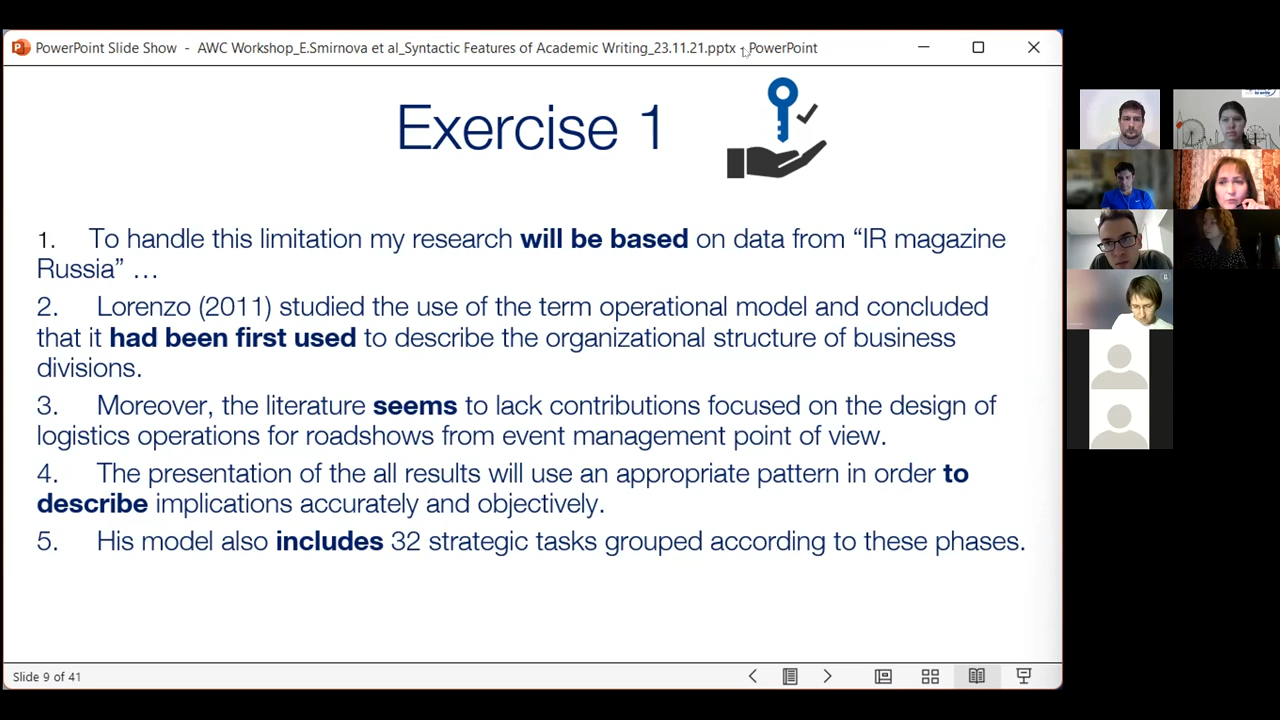 PowerPoint Slide Show - AWC Workshop_E.Smirnova et al_Syntactic Features of Academic Writing_23.11.21.pptx - PowerPoint
Exercise 1
1. To handle this limitation my research will be based on data from “IR magazine
Russia” …
2. Lorenzo (2011) studied the use of the term operational model and concluded
that it had been first used to describe the organizational structure of business
divisions.
3. Moreover, the literature seems to lack contributions focused on the design of
logistics operations for roadshows from event management point of view.
4. The presentation of the all results will use an appropriate pattern in order to
describe implications accurately and objectively.
5. His model also includes 32 strategic tasks grouped according to these phases.
Slide 9 of 41